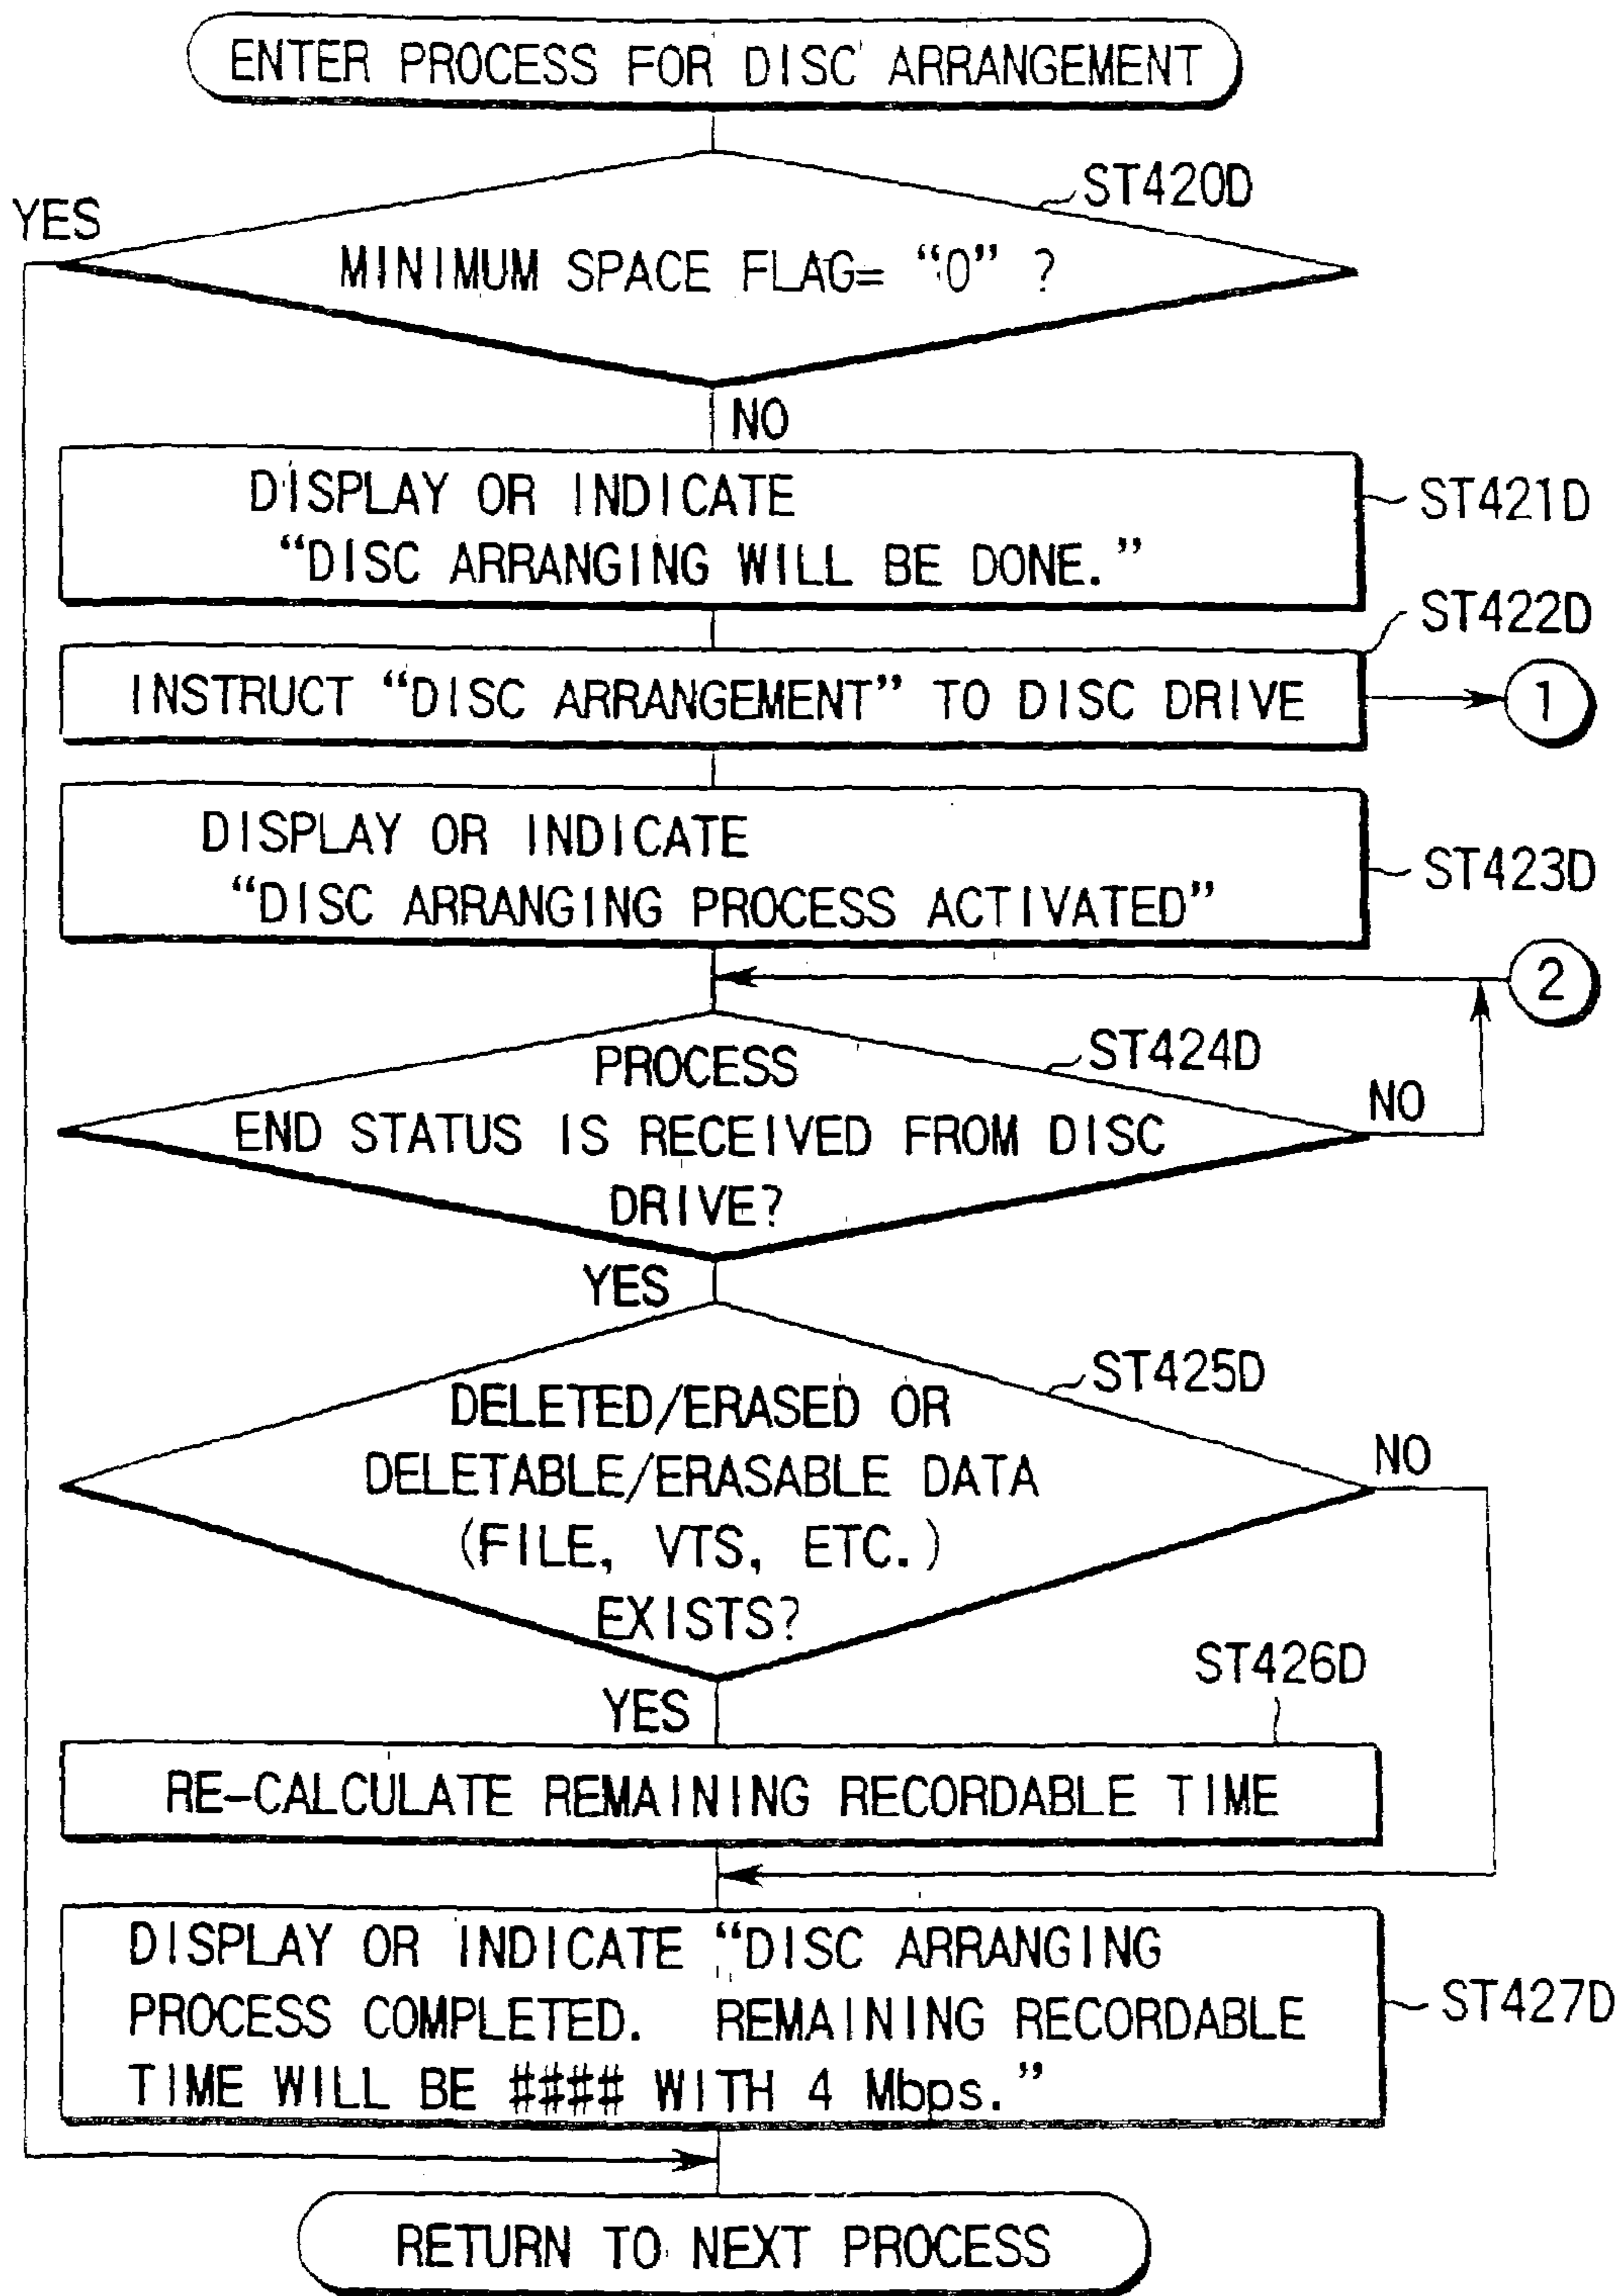 ENTER PROCESS FOR DISC ARRANGEMENT
ST420D
YES
MINIMUM SPACE FLAG= “0” ?
NO
DISPLAY OR INDICATE
“DISC ARRANGING WILL BE DONE.”
ST421D
ST422D
INSTRUCT “DISC ARRANGEMENT” TO DISC DRIVE
1
DISPLAY OR INDICATE
“DISC ARRANGING PROCESS ACTIVATED”
ST423D
2
ST424D
PROCESS
END STATUS IS RECEIVED FROM DISC
DRIVE?
NO
YES
ST425D
DELETED/ERASED OR
DELETABLE/ERASABLE DATA
(FILE, VTS, ETC.)
EXISTS?
NO
YES
ST426D
RE-CALCULATE REMAINING RECORDABLE TIME
DISPLAY OR INDICATE “DISC ARRANGING
PROCESS COMPLETED. REMAINING RECORDABLE
TIME WILL BE #### WITH 4 Mbps.”
ST427D
RETURN TO NEXT PROCESS